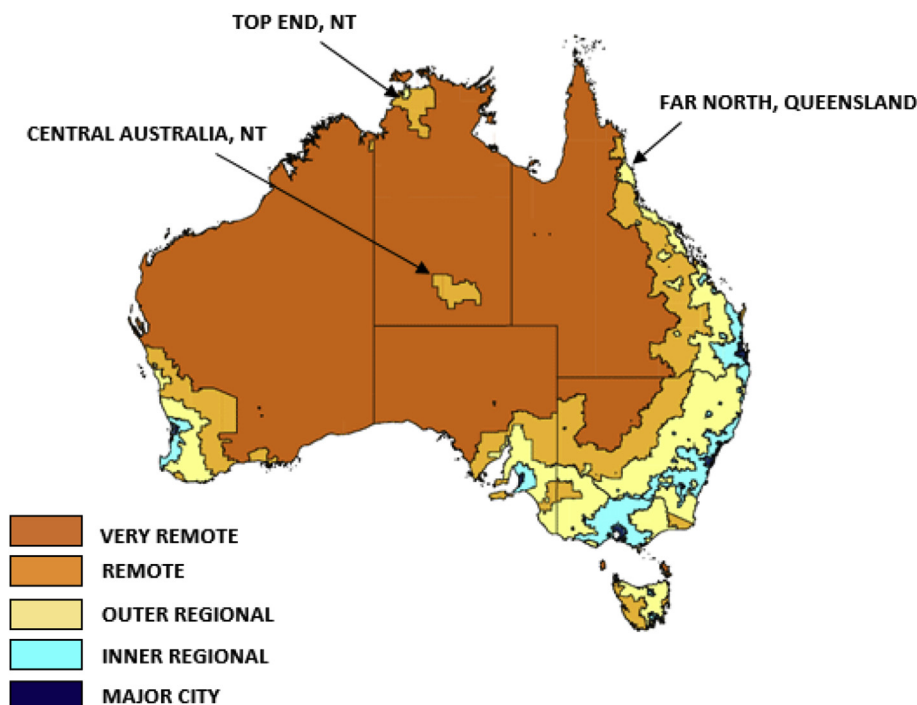 TOP END, NT
FAR NORTH, QUEENSLAND
CENTRAL AUSTRALIA, NT
VERY REMOTE
REMOTE
OUTER REGIONAL
INNER REGIONAL
MAJOR CITY